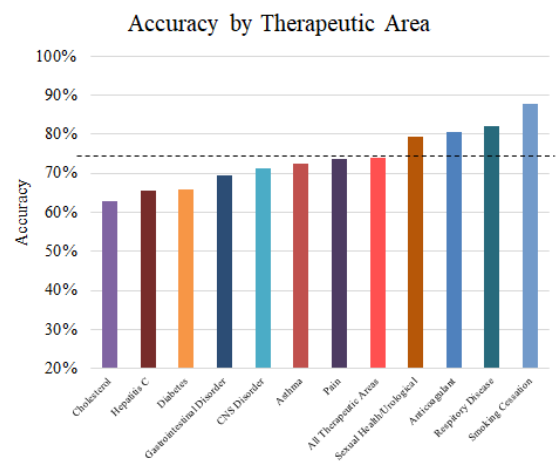 Accuracy by Therapeutic Area
100%
90%
80%
70%
60%
50%
40%
30%
20%
Accuracy
Cholesterol
Hepatitis C
Diabetes
Gastrointestinal Disorder
CNS Disorder
Asthma
Pain
All Therapeutic Areas
Sexual Health/Urological
Anticoagulant
Respitory Disease
Smoking Cessation